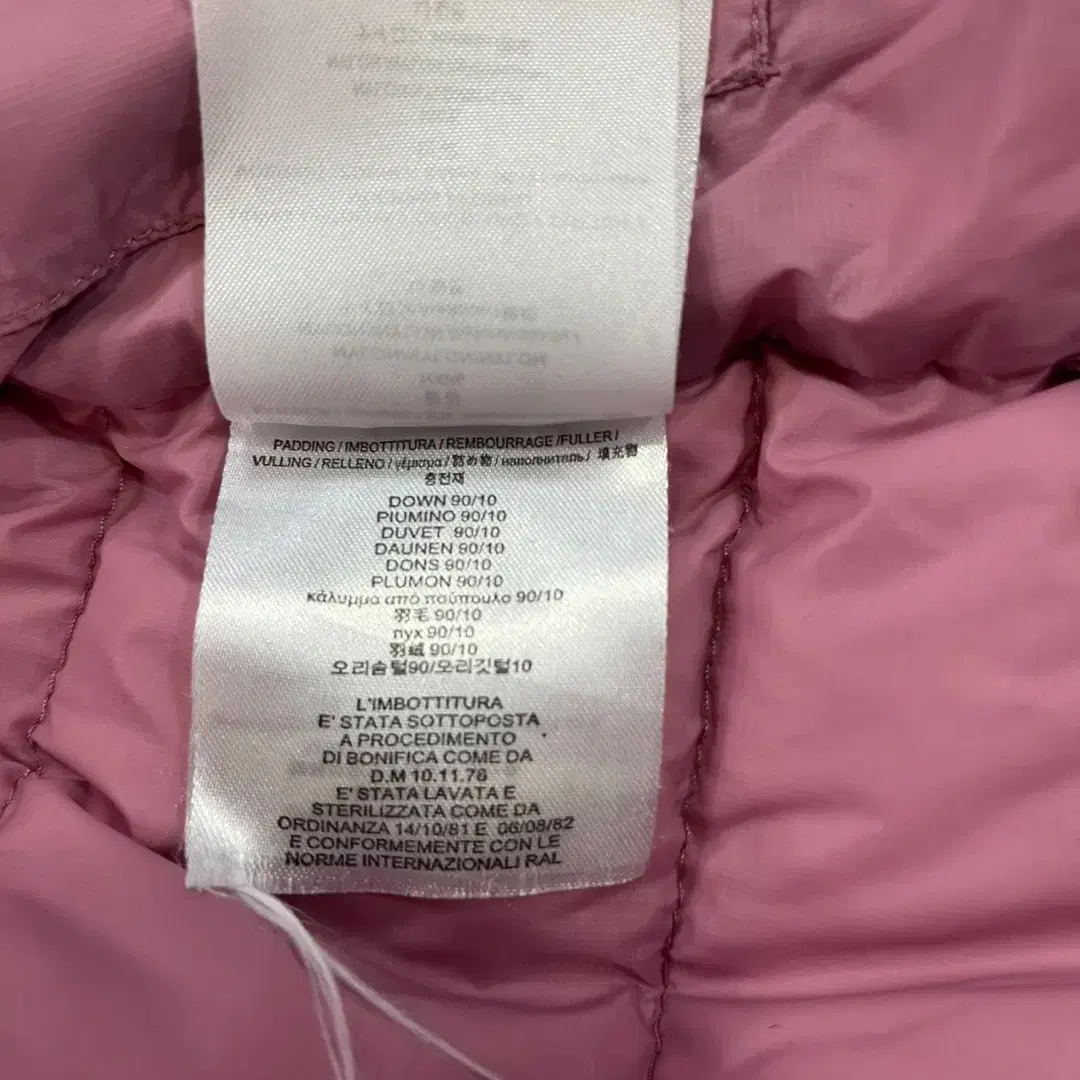 PADDING / IMBOTTITURA / REMBOURRAGE /FULLER /
VULLING / RELLENO / γέμισμα / 詰め物 / наполнитель / 填充物
충전재
DOWN 90/10
PIUMINO 90/10
DUVET 90/10
DAUNEN 90/10
DONS 90/10
PLUMON 90/10
κάλυμμα από πούπουλο 90/10
羽毛 90/10
пух 90/10
羽絨 90/10
오리솜털90/오리깃털10
L'IMBOTTITURA
E' STATA SOTTOPOSTA
A PROCEDIMENTO
DI BONIFICA COME DA
D.M 10.11.76
E' STATA LAVATA E
STERILIZZATA COME DA
ORDINANZA 14/10/81 E 06/08/82
E CONFORMEMENTE CON LE
NORME INTERNAZIONALI RAL